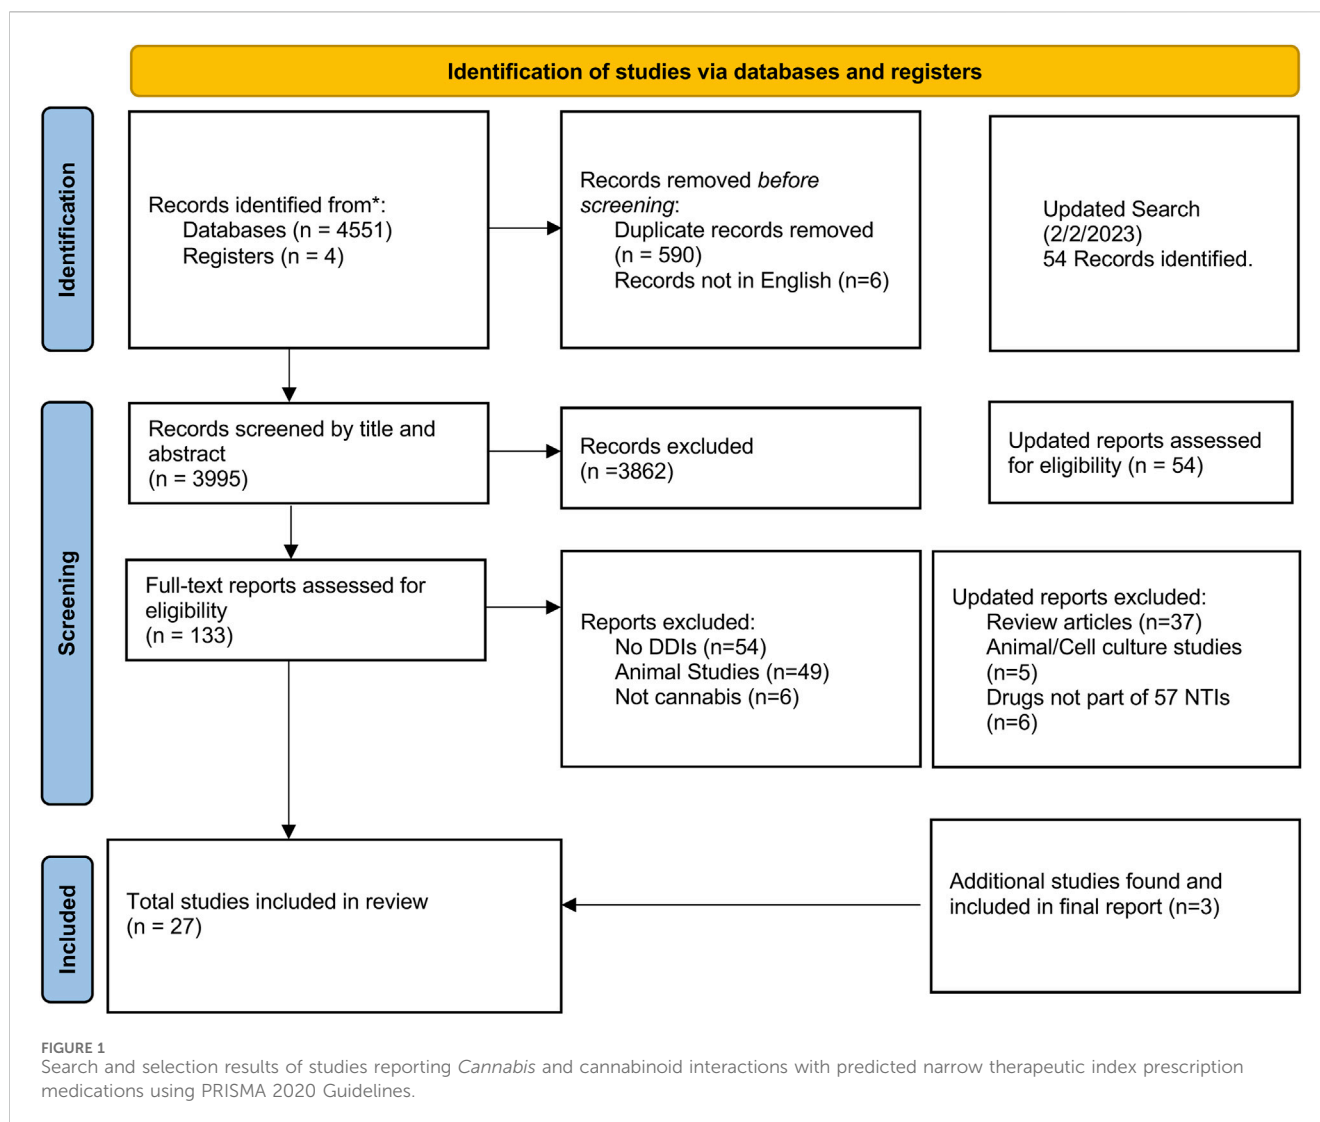 Identification of studies via databases and registers
Identification
Records identified from*:
Databases (n = 4551)
Registers (n = 4)
Records removed before
screening:
Duplicate records removed
(n = 590)
Records not in English (n=6)
Updated Search
(2/2/2023)
54 Records identified.
Screening
Records screened by title and
abstract
(n = 3995)
Records excluded
(n =3862)
Updated reports assessed
for eligibility (n = 54)
Full-text reports assessed for
eligibility
(n = 133)
Reports excluded:
No DDIs (n=54)
Animal Studies (n=49)
Not cannabis (n=6)
Updated reports excluded:
Review articles (n=37)
Animal/Cell culture studies
(n=5)
Drugs not part of 57 NTIs
(n=6)
Included
Total studies included in review
(n = 27)
Additional studies found and
included in final report (n=3)
FIGURE 1
Search and selection results of studies reporting Cannabis and cannabinoid interactions with predicted narrow therapeutic index prescription
medications using PRISMA 2020 Guidelines.